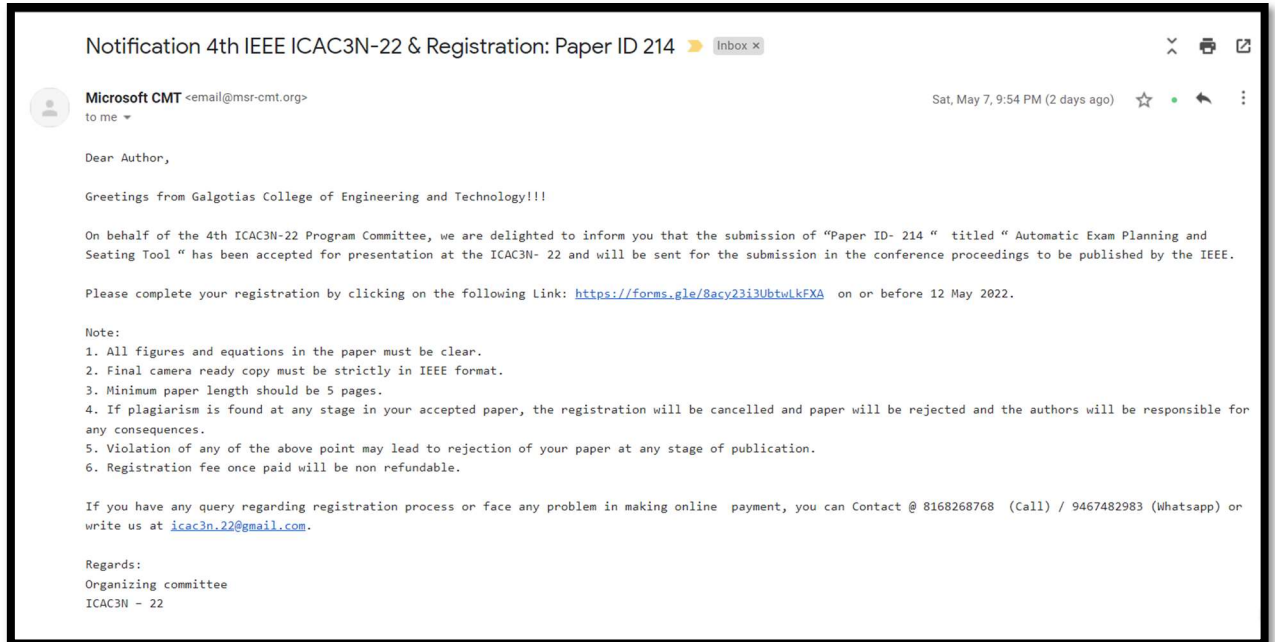 Notification 4th IEEE ICAC3N-22 & Registration: Paper ID 214 Inbox ×
Microsoft CMT <email@msr-cmt.org>
Sat, May 7, 9:54 PM (2 days ago)
to me
Dear Author,
Greetings from Galgotias College of Engineering and Technology!!!
On behalf of the 4th ICAC3N-22 Program Committee, we are delighted to inform you that the submission of “Paper ID- 214 “ titled “ Automatic Exam Planning and
Seating Tool “ has been accepted for presentation at the ICAC3N- 22 and will be sent for the submission in the conference proceedings to be published by the IEEE.
Please complete your registration by clicking on the following Link: https://forms.gle/8acy23i3UbtwLkFXA on or before 12 May 2022.
Note:
1. All figures and equations in the paper must be clear.
2. Final camera ready copy must be strictly in IEEE format.
3. Minimum paper length should be 5 pages.
4. If plagiarism is found at any stage in your accepted paper, the registration will be cancelled and paper will be rejected and the authors will be responsible for
any consequences.
5. Violation of any of the above point may lead to rejection of your paper at any stage of publication.
6. Registration fee once paid will be non refundable.
If you have any query regarding registration process or face any problem in making online payment, you can Contact @ 8168268768 (Call) / 9467482983 (Whatsapp) or
write us at icac3n.22@gmail.com.
Regards:
Organizing committee
ICAC3N – 22